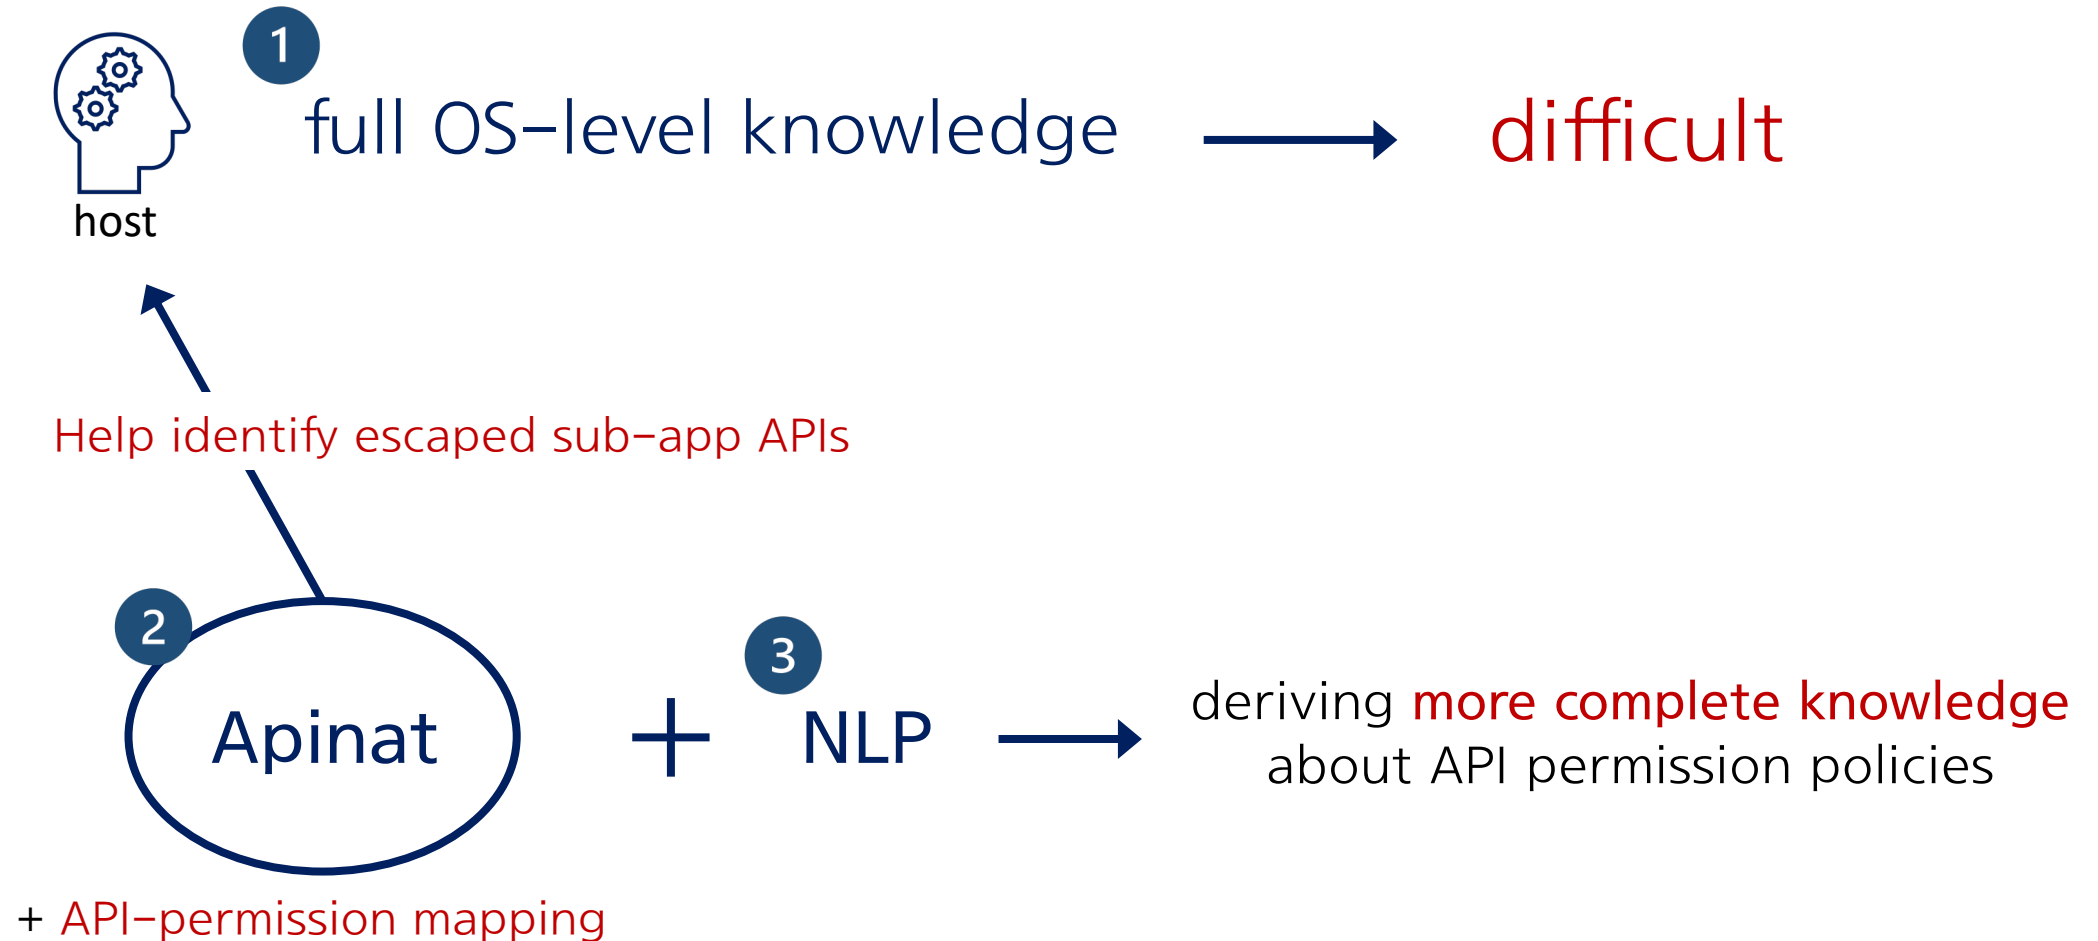 1
full OS-level knowledge
difficult
host
Help identify escaped sub-app APIs
2
Apinat
+
3
NLP
deriving more complete knowledge
about API permission policies
+ API-permission mapping